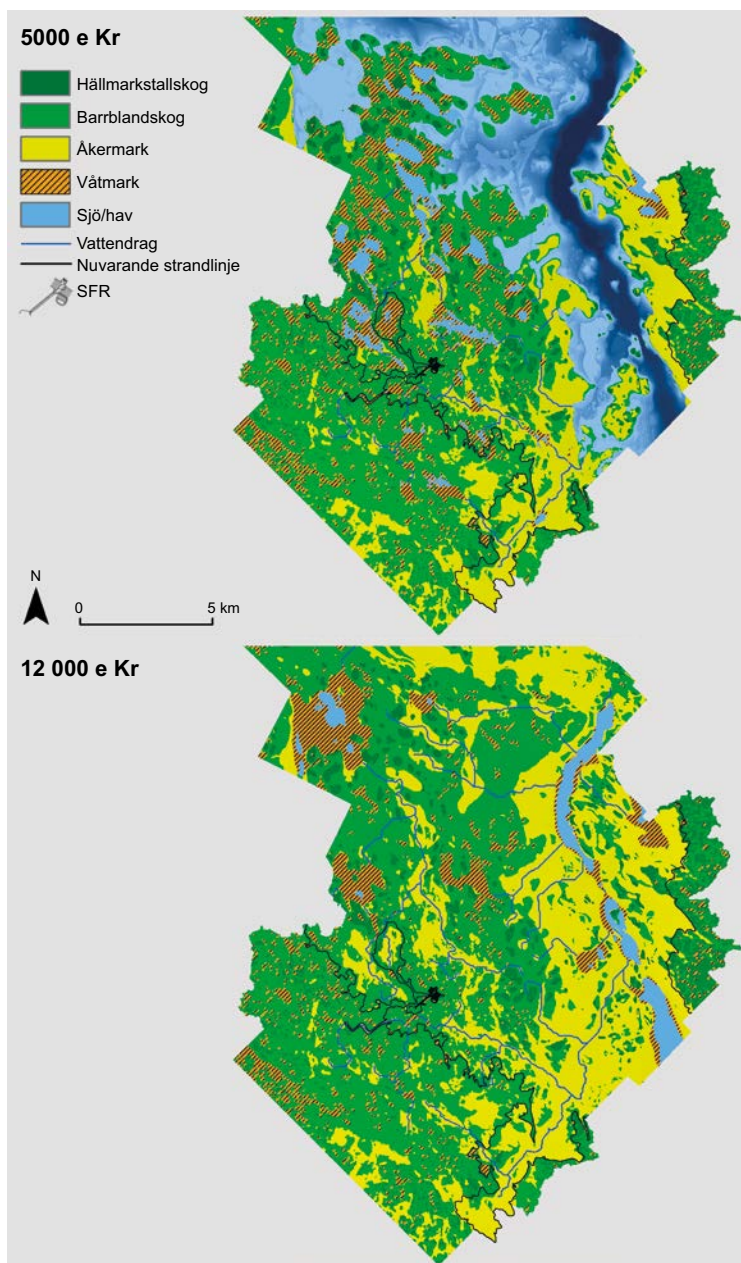 5000 e Kr
Hällmarkstallskog
Barrblandskog
Åkermark
Våtmark
Sjö/hav
Vattendrag
Nuvarande strandlinje
SFR
N
0 5 km
12 000 e Kr